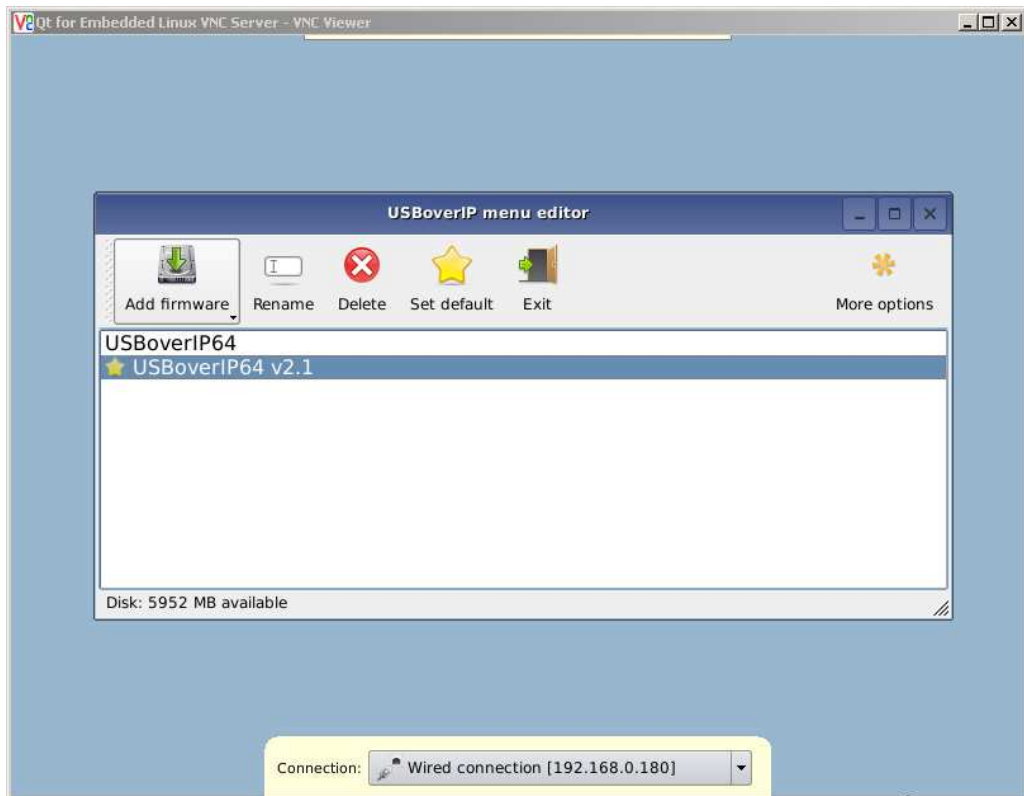 Qt for Embedded Linux VNC Server - VNC Viewer
USBoverIP menu editor
Add firmware
Rename
Delete
Set default
Exit
More options
USBoverIP64
USBoverIP64 v2.1
Disk: 5952 MB available
Connection:
Wired connection [192.168.0.180]